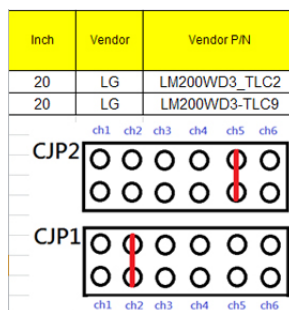 Inch Vendor Vendor P/N
20 LG LM200WD3_TLC2
20 LG LM200WD3-TLC9
ch1 ch2 ch3 ch4 ch5 ch6
CJP2
CJP1
ch1 ch2 ch3 ch4 ch5 ch6